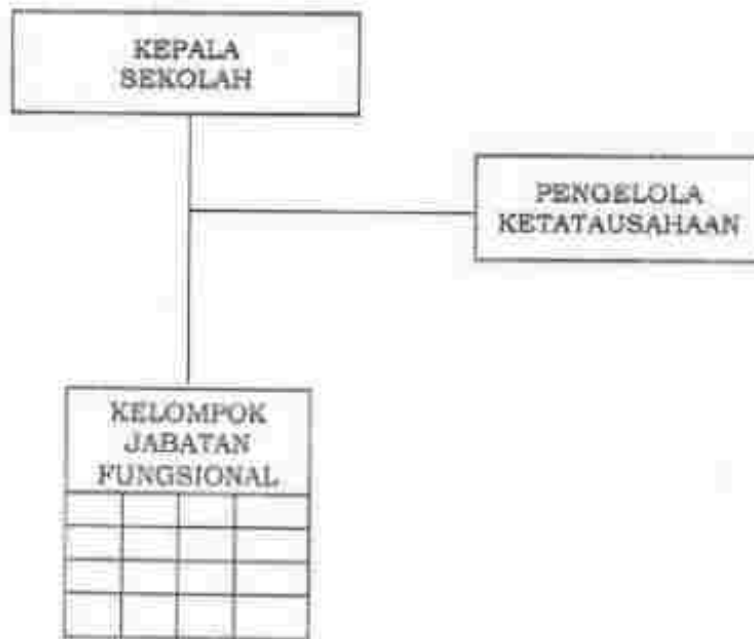 KEPALA
SEKOLAH
PENGELOLA
KETATAUSAHAAN
KELOMPOK
JABATAN
FUNGSIONAL